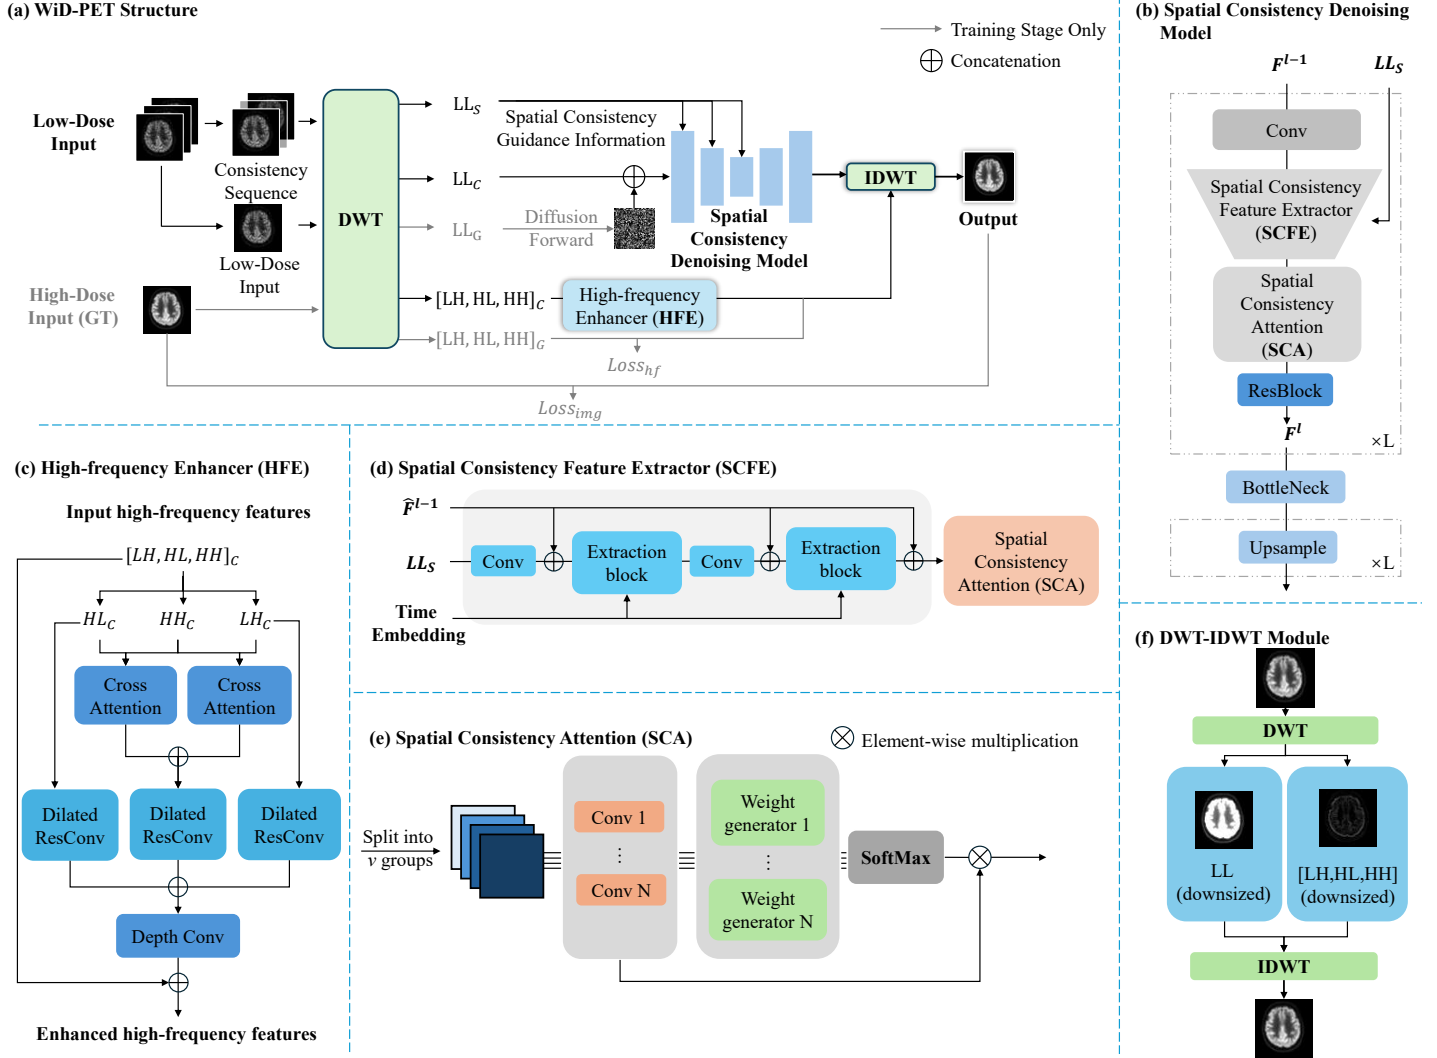 (a) WiD-PET Structure
Training Stage Only
Concatenation
Low-Dose
Input
Consistency
Sequence
Low-Dose
Input
High-Dose
Input (GT)
DWT
LL_S
Spatial Consistency
Guidance Information
LL_C
LL_G
Diffusion
Forward
Spatial
Consistency
Denoising Model
IDWT
Output
[LH, HL, HH]_C
High-frequency
Enhancer (HFE)
[LH, HL, HH]_G
Loss_hf
Loss_img
(b) Spatial Consistency Denoising
Model
F^{l-1}
LL_S
Conv
Spatial Consistency
Feature Extractor
(SCFE)
Spatial
Consistency
Attention
(SCA)
ResBlock
F^l
×L
BottleNeck
Upsample
×L
(c) High-frequency Enhancer (HFE)
Input high-frequency features
[LH, HL, HH]_C
HL_C
HH_C
LH_C
Cross
Attention
Cross
Attention
Dilated
ResConv
Dilated
ResConv
Dilated
ResConv
Depth Conv
Enhanced high-frequency features
(d) Spatial Consistency Feature Extractor (SCFE)
F̂^{l-1}
LL_S
Conv
Extraction
block
Conv
Extraction
block
Spatial
Consistency
Attention (SCA)
Time
Embedding
(e) Spatial Consistency Attention (SCA)
Element-wise multiplication
Split into
v groups
Conv 1
⋮
Conv N
Weight
generator 1
⋮
Weight
generator N
SoftMax
(f) DWT-IDWT Module
DWT
LL
(downsized)
[LH,HL,HH]
(downsized)
IDWT